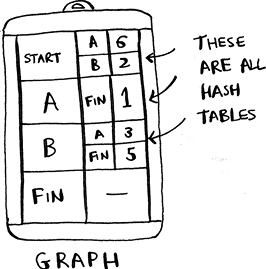 START A 6
B 2
A FIN 1
B A 3
FIN 5
FIN —
THESE
ARE ALL
HASH
TABLES
GRAPH